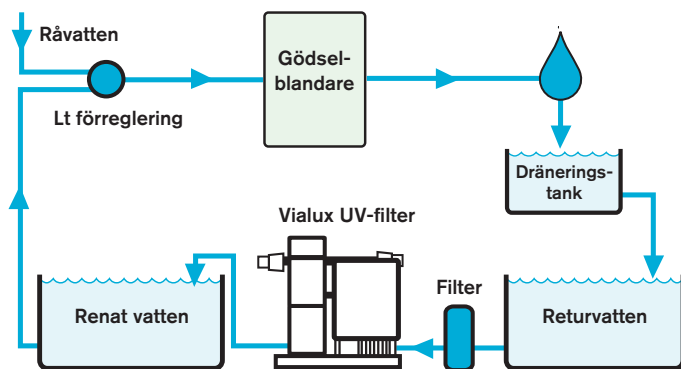 Råvatten
Lt förreglering
Gödsel-
blandare
Dränerings-
tank
Vialux UV-filter
Renat vatten
Filter
Returvatten